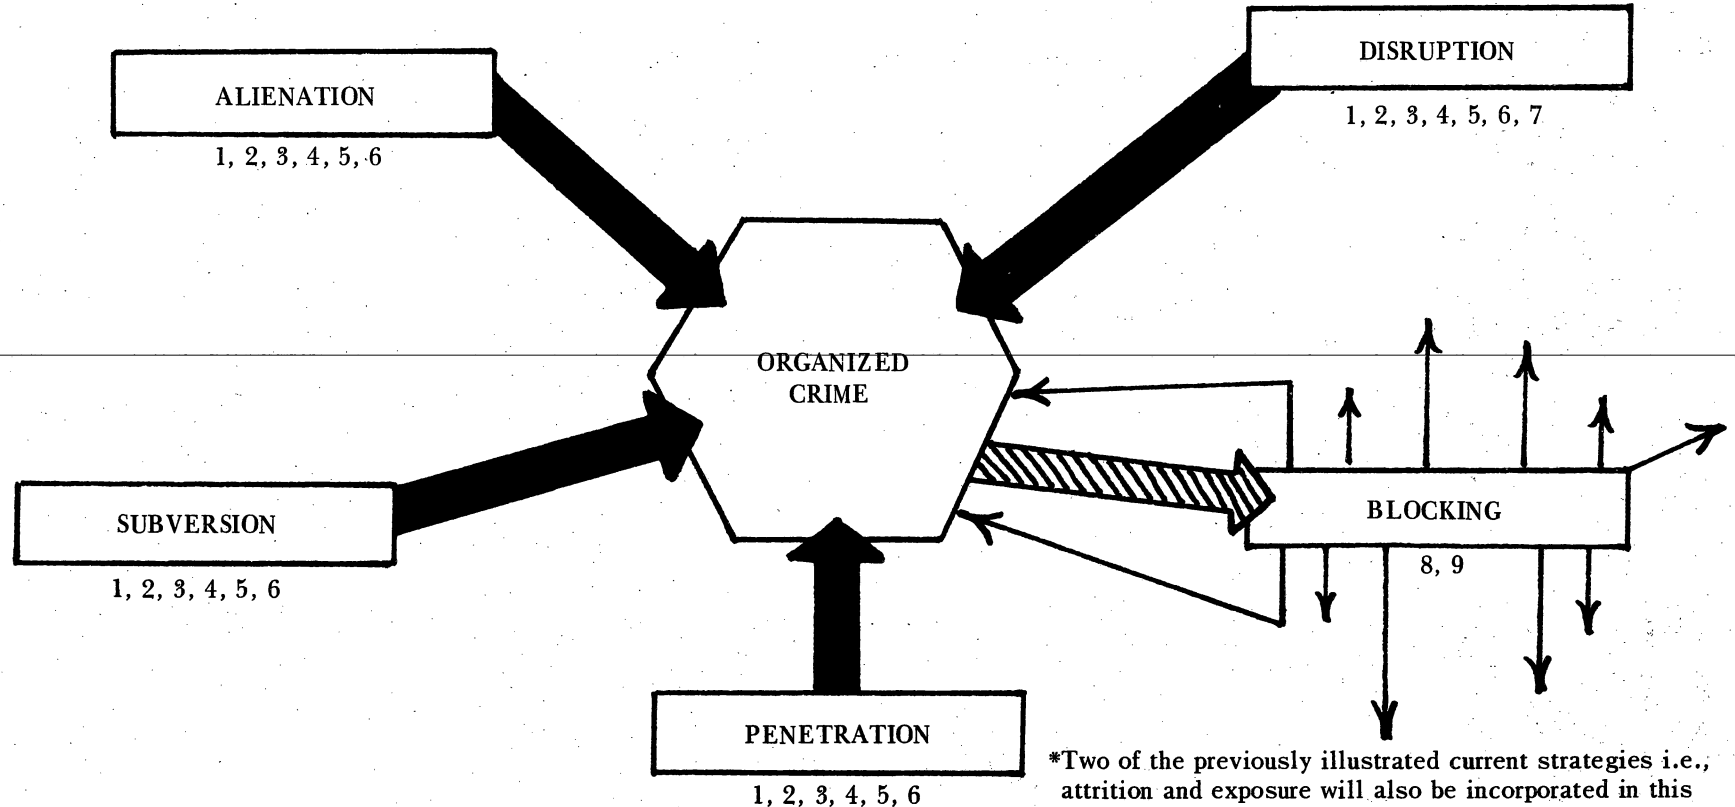 DISRUPTION
1, 2, 3, 4, 5, 6, 7
ALIENATION
1, 2, 3, 4, 5, 6
ORGANIZED
CRIME
SUBVERSION
1, 2, 3, 4, 5, 6
BLOCKING
8, 9
PENETRATION
1, 2, 3, 4, 5, 6
*Two of the previously illustrated current strategies i.e.,
attrition and exposure will also be incorporated in this